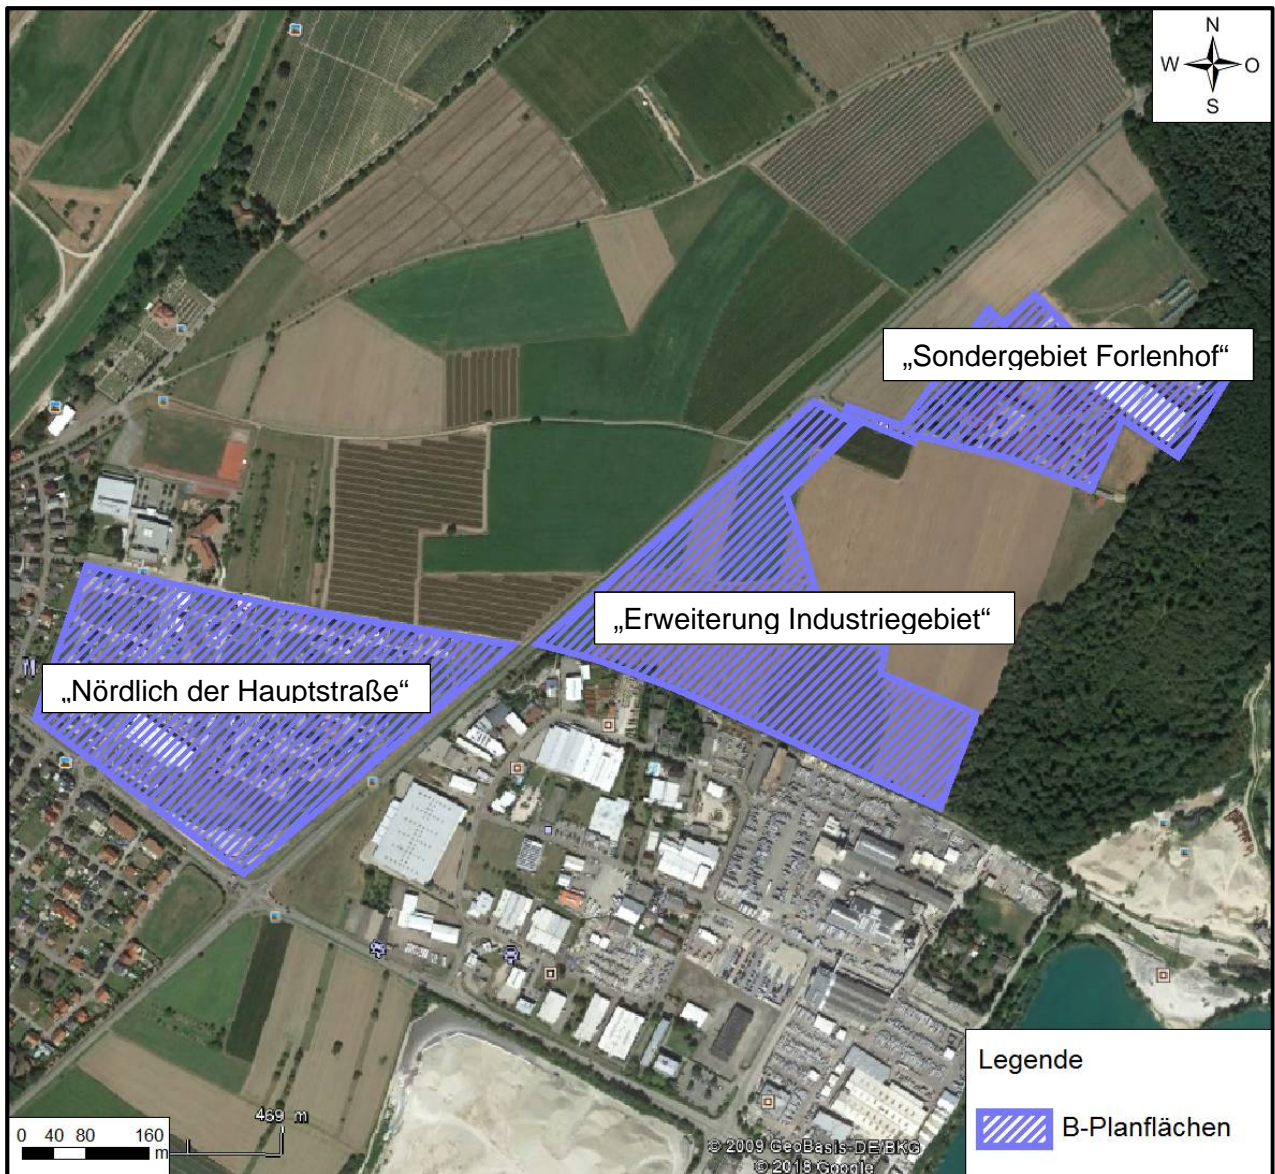 N
W O
S
„Sondergebiet Forlenhof“
„Erweiterung Industriegebiet“
„Nördlich der Hauptstraße“
Legende
B-Planflächen
469 m
0 40 80 160
m
© 2009 GeoBasis-DE/BKG
© 2018 Google